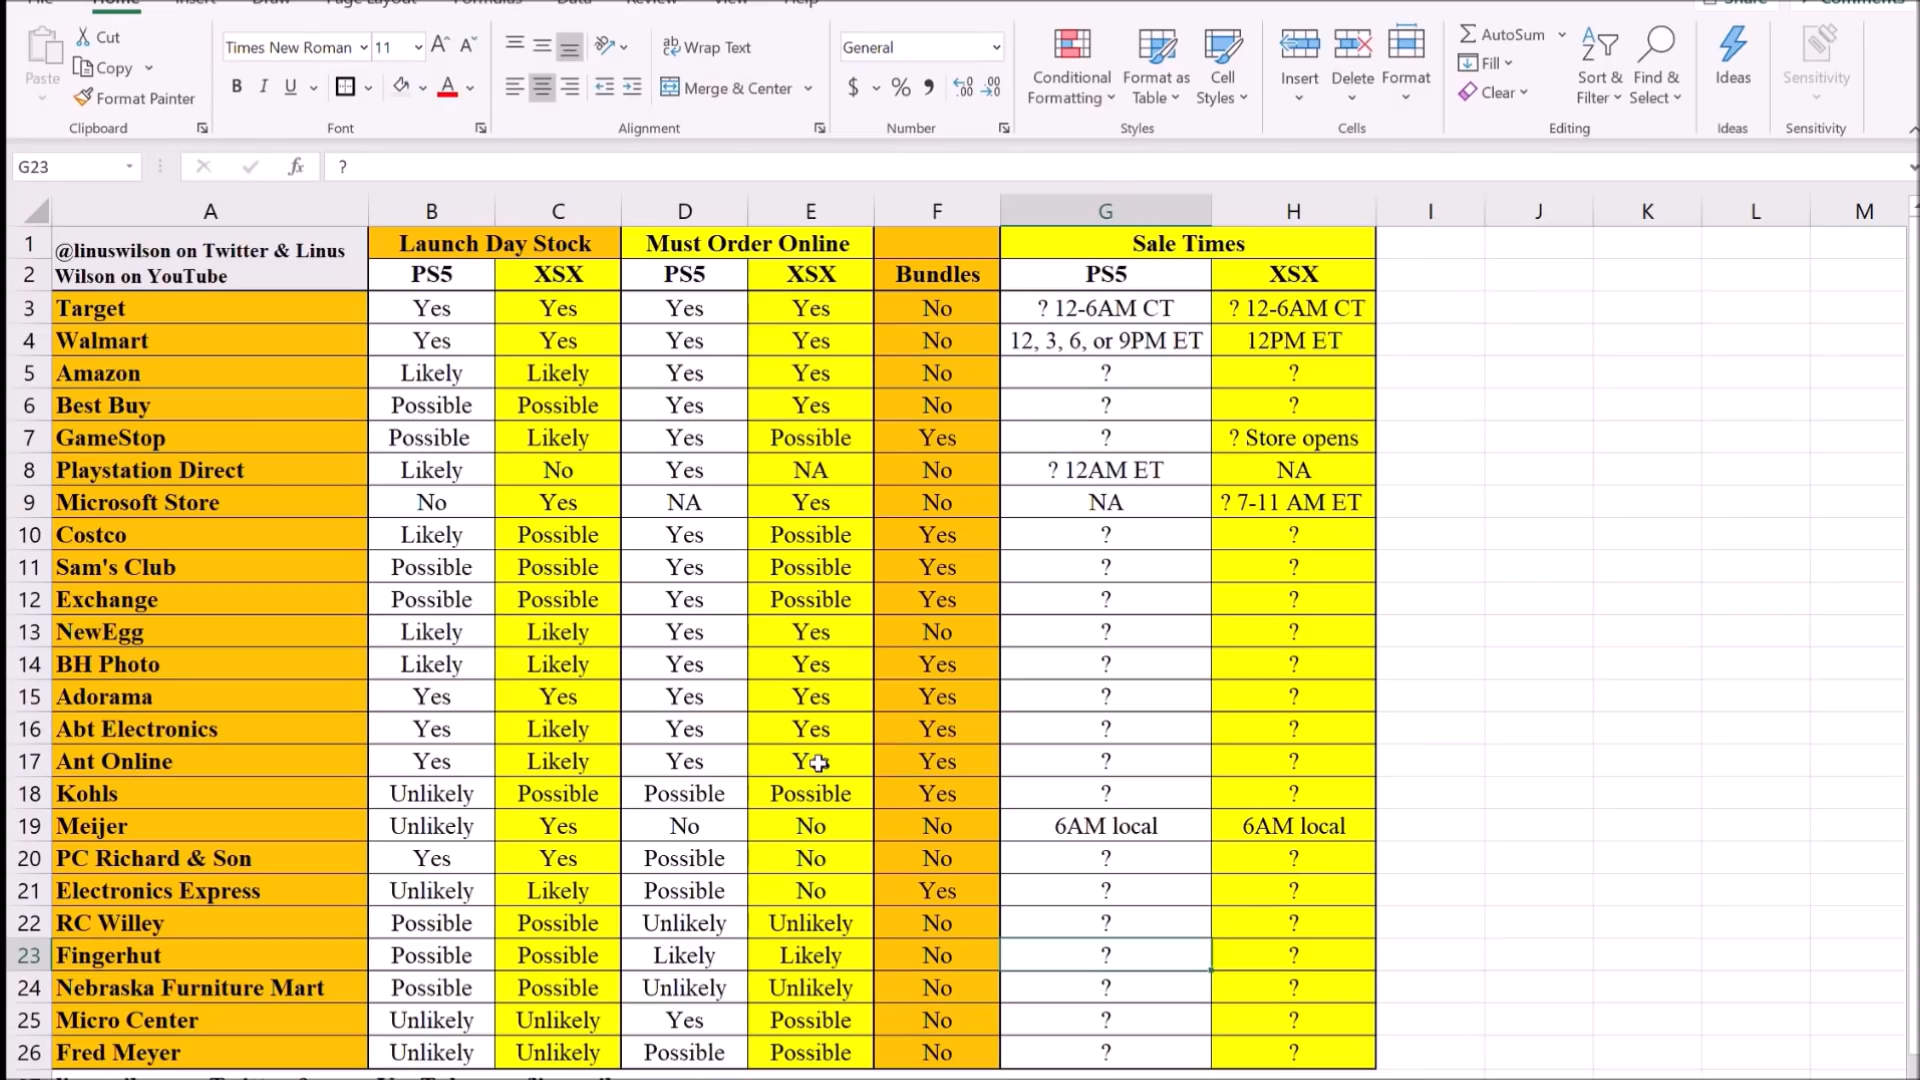 File Home Insert Draw Page Layout Formulas Data Review View Help Share Comments
Cut
Copy
Format Painter
Paste
Clipboard
Times New Roman 11
B I U
Font
Wrap Text
Merge & Center
Alignment
General
$ %
Number
Conditional Formatting
Format as Table
Cell Styles
Styles
Insert Delete Format
Cells
AutoSum
Fill
Clear
Sort & Filter
Find & Select
Editing
Ideas
Ideas
Sensitivity
Sensitivity
G23 fx ?
A B C D E F G H I J K L M
1 @linuswilson on Twitter & Linus Launch Day Stock Must Order Online Sale Times
2 Wilson on YouTube PS5 XSX PS5 XSX Bundles PS5 XSX
3 Target Yes Yes Yes Yes No ? 12-6AM CT ? 12-6AM CT
4 Walmart Yes Yes Yes Yes No 12, 3, 6, or 9PM ET 12PM ET
5 Amazon Likely Likely Yes Yes No ? ?
6 Best Buy Possible Possible Yes Yes No ? ?
7 GameStop Possible Likely Yes Possible Yes ? ? Store opens
8 Playstation Direct Likely No Yes NA No ? 12AM ET NA
9 Microsoft Store No Yes NA Yes No NA ? 7-11 AM ET
10 Costco Likely Possible Yes Possible Yes ? ?
11 Sam's Club Possible Possible Yes Possible Yes ? ?
12 Exchange Possible Possible Yes Possible Yes ? ?
13 NewEgg Likely Likely Yes Yes No ? ?
14 BH Photo Likely Likely Yes Yes Yes ? ?
15 Adorama Yes Yes Yes Yes Yes ? ?
16 Abt Electronics Yes Likely Yes Yes Yes ? ?
17 Ant Online Yes Likely Yes Yes Yes ? ?
18 Kohls Unlikely Possible Possible Possible Yes ? ?
19 Meijer Unlikely Yes No No No 6AM local 6AM local
20 PC Richard & Son Yes Yes Possible No No ? ?
21 Electronics Express Unlikely Likely Possible No Yes ? ?
22 RC Willey Possible Possible Unlikely Unlikely No ? ?
23 Fingerhut Possible Possible Likely Likely No ? ?
24 Nebraska Furniture Mart Possible Possible Unlikely Unlikely No ? ?
25 Micro Center Unlikely Unlikely Yes Possible No ? ?
26 Fred Meyer Unlikely Unlikely Possible Possible No ? ?